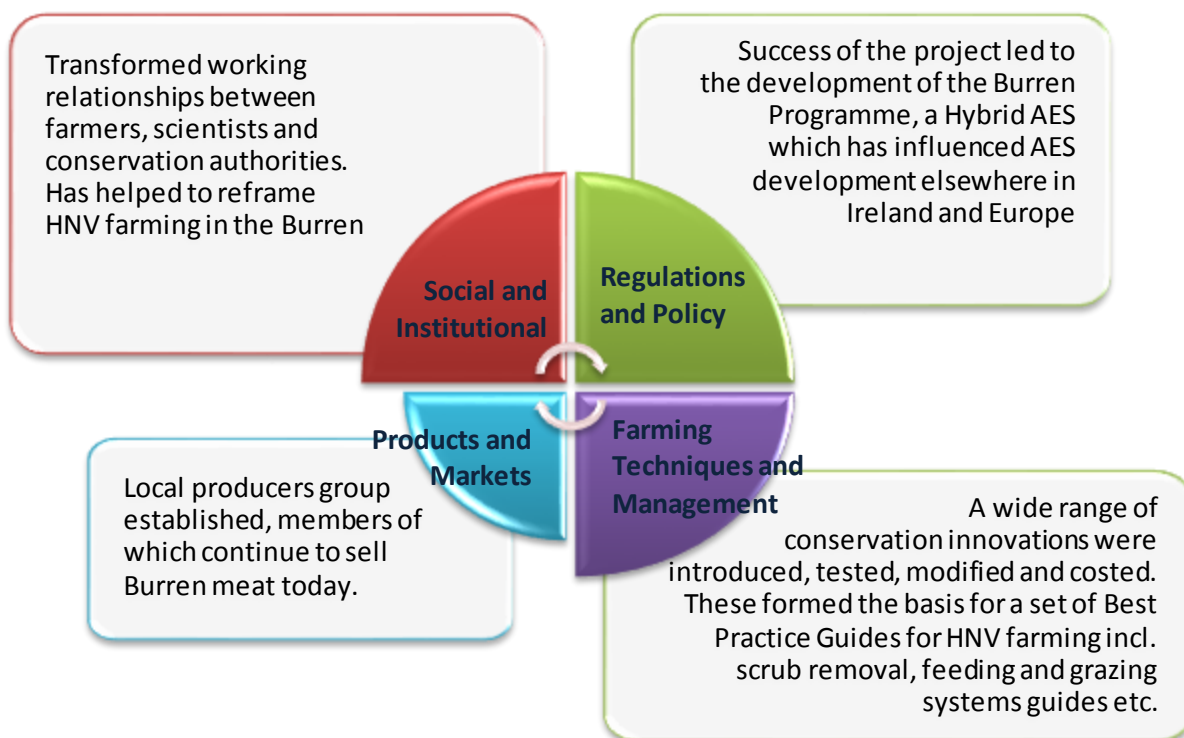 Transformed working
relationships between
farmers, scientists and
conservation authorities.
Has helped to reframe
HNV farming in the Burren
Success of the project led to
the development of the Burren
Programme, a Hybrid AES
which has influenced AES
development elsewhere in
Ireland and Europe
Social and
Institutional
Regulations
and Policy
Products and
Markets
Farming
Techniques and
Management
Local producers group
established, members of
which continue to sell
Burren meat today.
A wide range of
conservation innovations were
introduced, tested, modified and costed.
These formed the basis for a set of Best
Practice Guides for HNV farming incl.
scrub removal, feeding and grazing
systems guides etc.